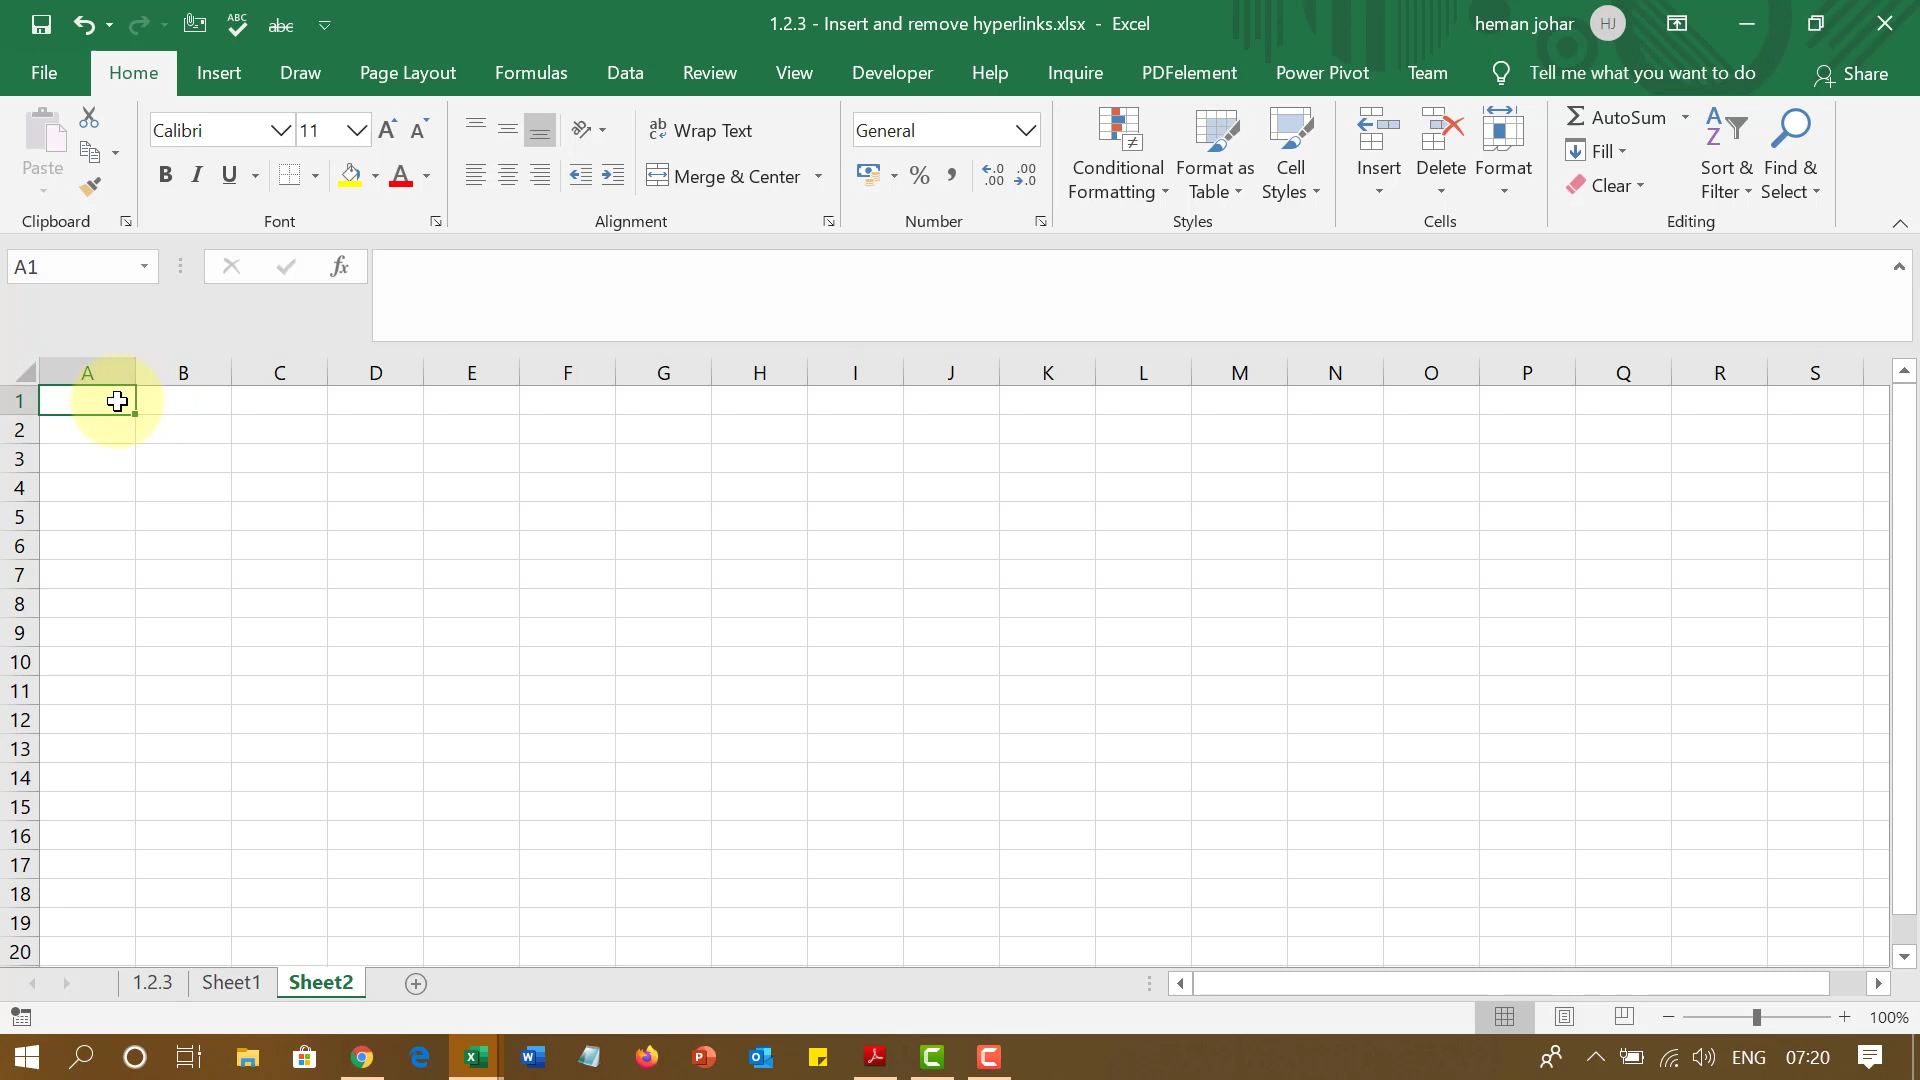 1.2.3 - Insert and remove hyperlinks.xlsx - Excel
heman johar HJ
File Home Insert Draw Page Layout Formulas Data Review View Developer Help Inquire PDFelement Power Pivot Team Tell me what you want to do Share
Paste
Calibri 11 A A
B I U A
ab Wrap Text
Merge & Center
General
% ,
Conditional Formatting
Format as Table
Cell Styles
Insert
Delete
Format
AutoSum
Fill
Clear
Sort & Filter
Find & Select
Clipboard Font Alignment Number Styles Cells Editing
A1 fx
A B C D E F G H I J K L M N O P Q R S
1
2
3
4
5
6
7
8
9
10
11
12
13
14
15
16
17
18
19
20
1.2.3 Sheet1 Sheet2
100%
ENG 07:20